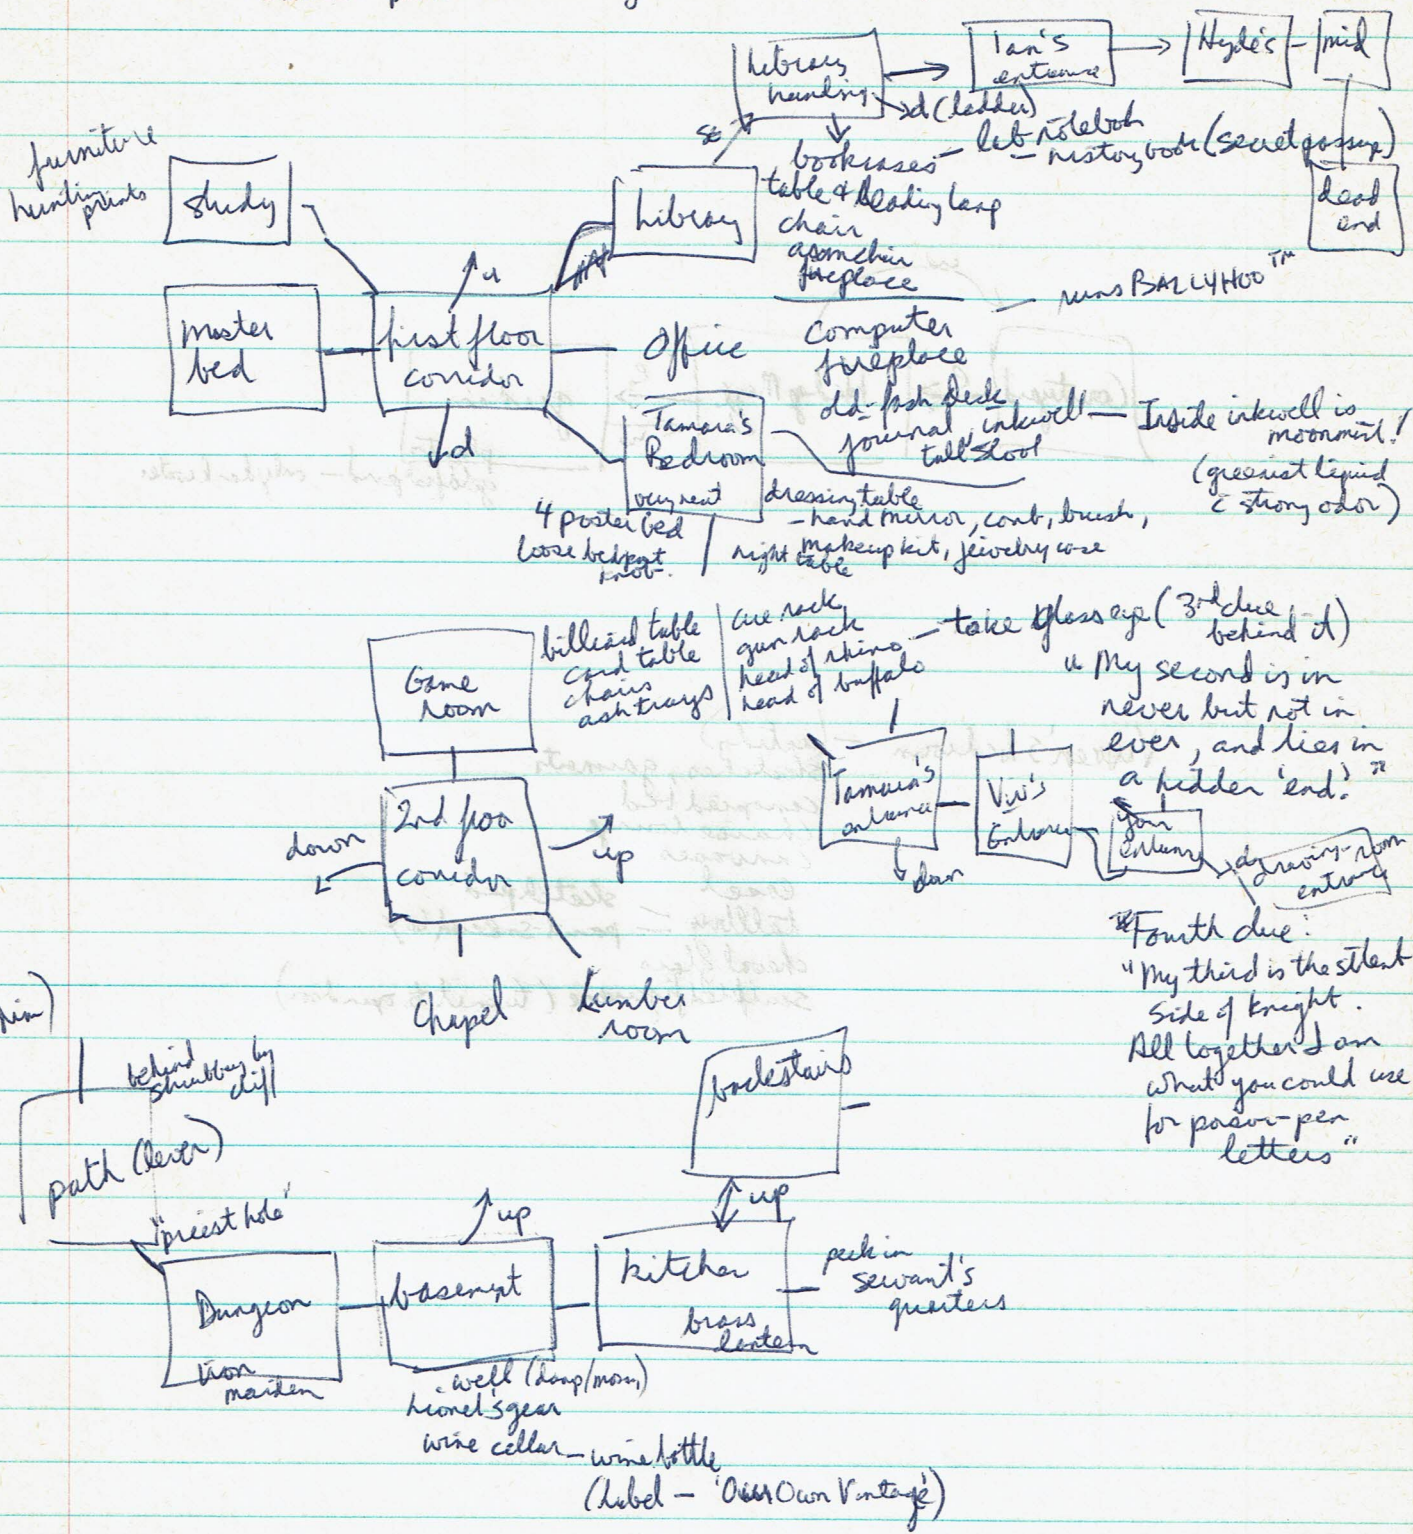 Library
Landing
Ian's
entrance
Hyde's
mid
dead
end
d (ladder)
se
bookcases – lab notebook
– history book (secret passage)
table & reading lamp
chair
armchair
fireplace
furniture
hunting
prints
Study
Library
u
Master
bed
first floor
corridor
d
Office
computer
fireplace
runs BALLYHOO™
Tamara's
Bedroom
very neat
old-fash desk
journal, inkwell
tall stool
Inside inkwell is
moonmist!
(greenist liquid
c strong odor)
4 poster bed
loose bedpost
knob.
dressing table
– hand mirror, comb, brush,
makeup kit, jewelry case
night table
Game
room
billiard table
card table
chairs
ashtrays
cue rack
gun rack
head of rhino
head of buffalo
take glass eye (3rd clue
behind it)
"My second is in
never but not in
ever, and lies in
a hidden 'end'."
2nd floor
corridor
down
up
Chapel
Lumber
room
Tamara's
entrance
down
Viv's
Entrance
your
entrance
drawing-room
entrance
Fourth clue:
"My third is the silent
side of knight.
All together I am
what you could use
for poison-pen
letters"
behind
shrubbery by
cliff
path (lever)
"priest hole"
backstairs
up
up
Dungeon
iron
maiden
basement
kitchen
brass
lantern
peek in
servant's
quarters
well
Lionel's gear
wine cellar – wine bottle
(label – 'Our Own Vantage')